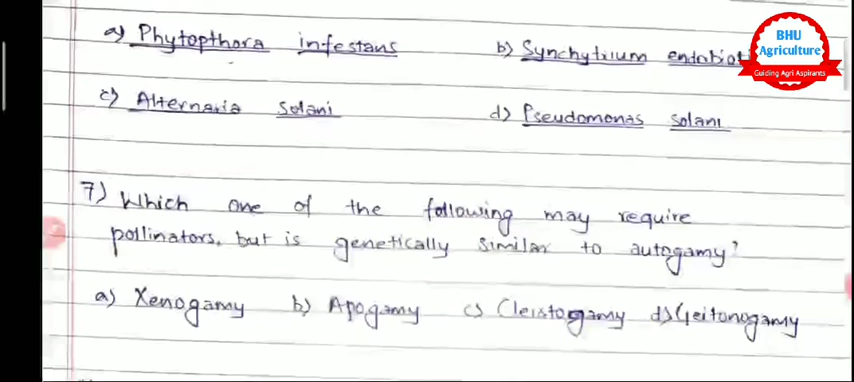 a) Phytopthora infestans b) Synchytrium endobioti
c) Alternaria solani d) Pseudomonas solani
7) Which one of the following may require
pollinators, but is genetically similar to autogamy?
a) Xenogamy b) Apogamy c) Cleistogamy d) Geitonogamy
BHU
Agriculture
Guiding Agri Aspirants